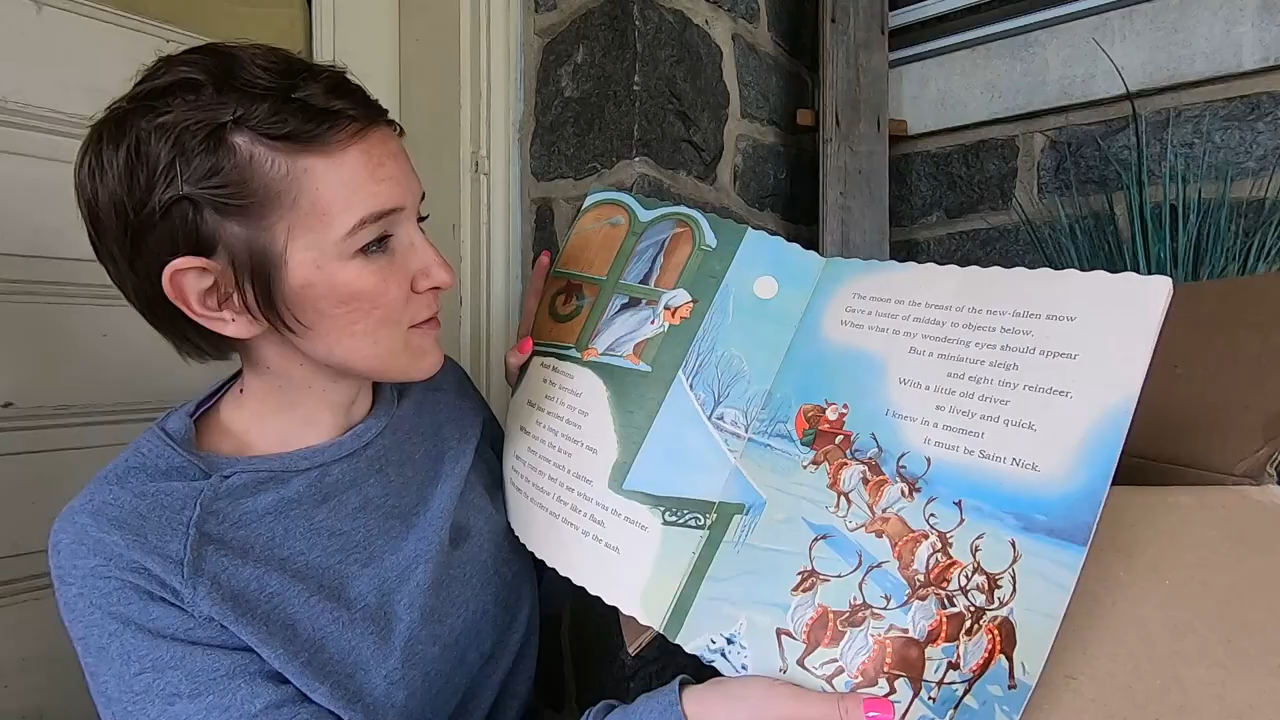 And Mamma
in her kerchief
and I in my cap
Had just settled down
for a long winter's nap,
When out on the lawn
there arose such a clatter,
I sprang from my bed to see what was the matter.
Away to the window I flew like a flash,
Tore open the shutters and threw up the sash.
The moon on the breast of the new-fallen snow
Gave a luster of midday to objects below,
When what to my wondering eyes should appear
But a miniature sleigh
and eight tiny reindeer,
With a little old driver
so lively and quick,
I knew in a moment
it must be Saint Nick.